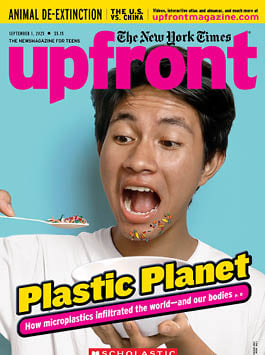 ANIMAL DE-EXTINCTION
THE U.S.
VS. CHINA
Videos, interactive atlas and almanac, and much more at
upfrontmagazine.com
SEPTEMBER 1, 2025
The New York Times
THE NEWSMAGAZINE FOR TEENS
upfront
Plastic Planet
How microplastics infiltrated the world—and our bodies
SCHOLASTIC